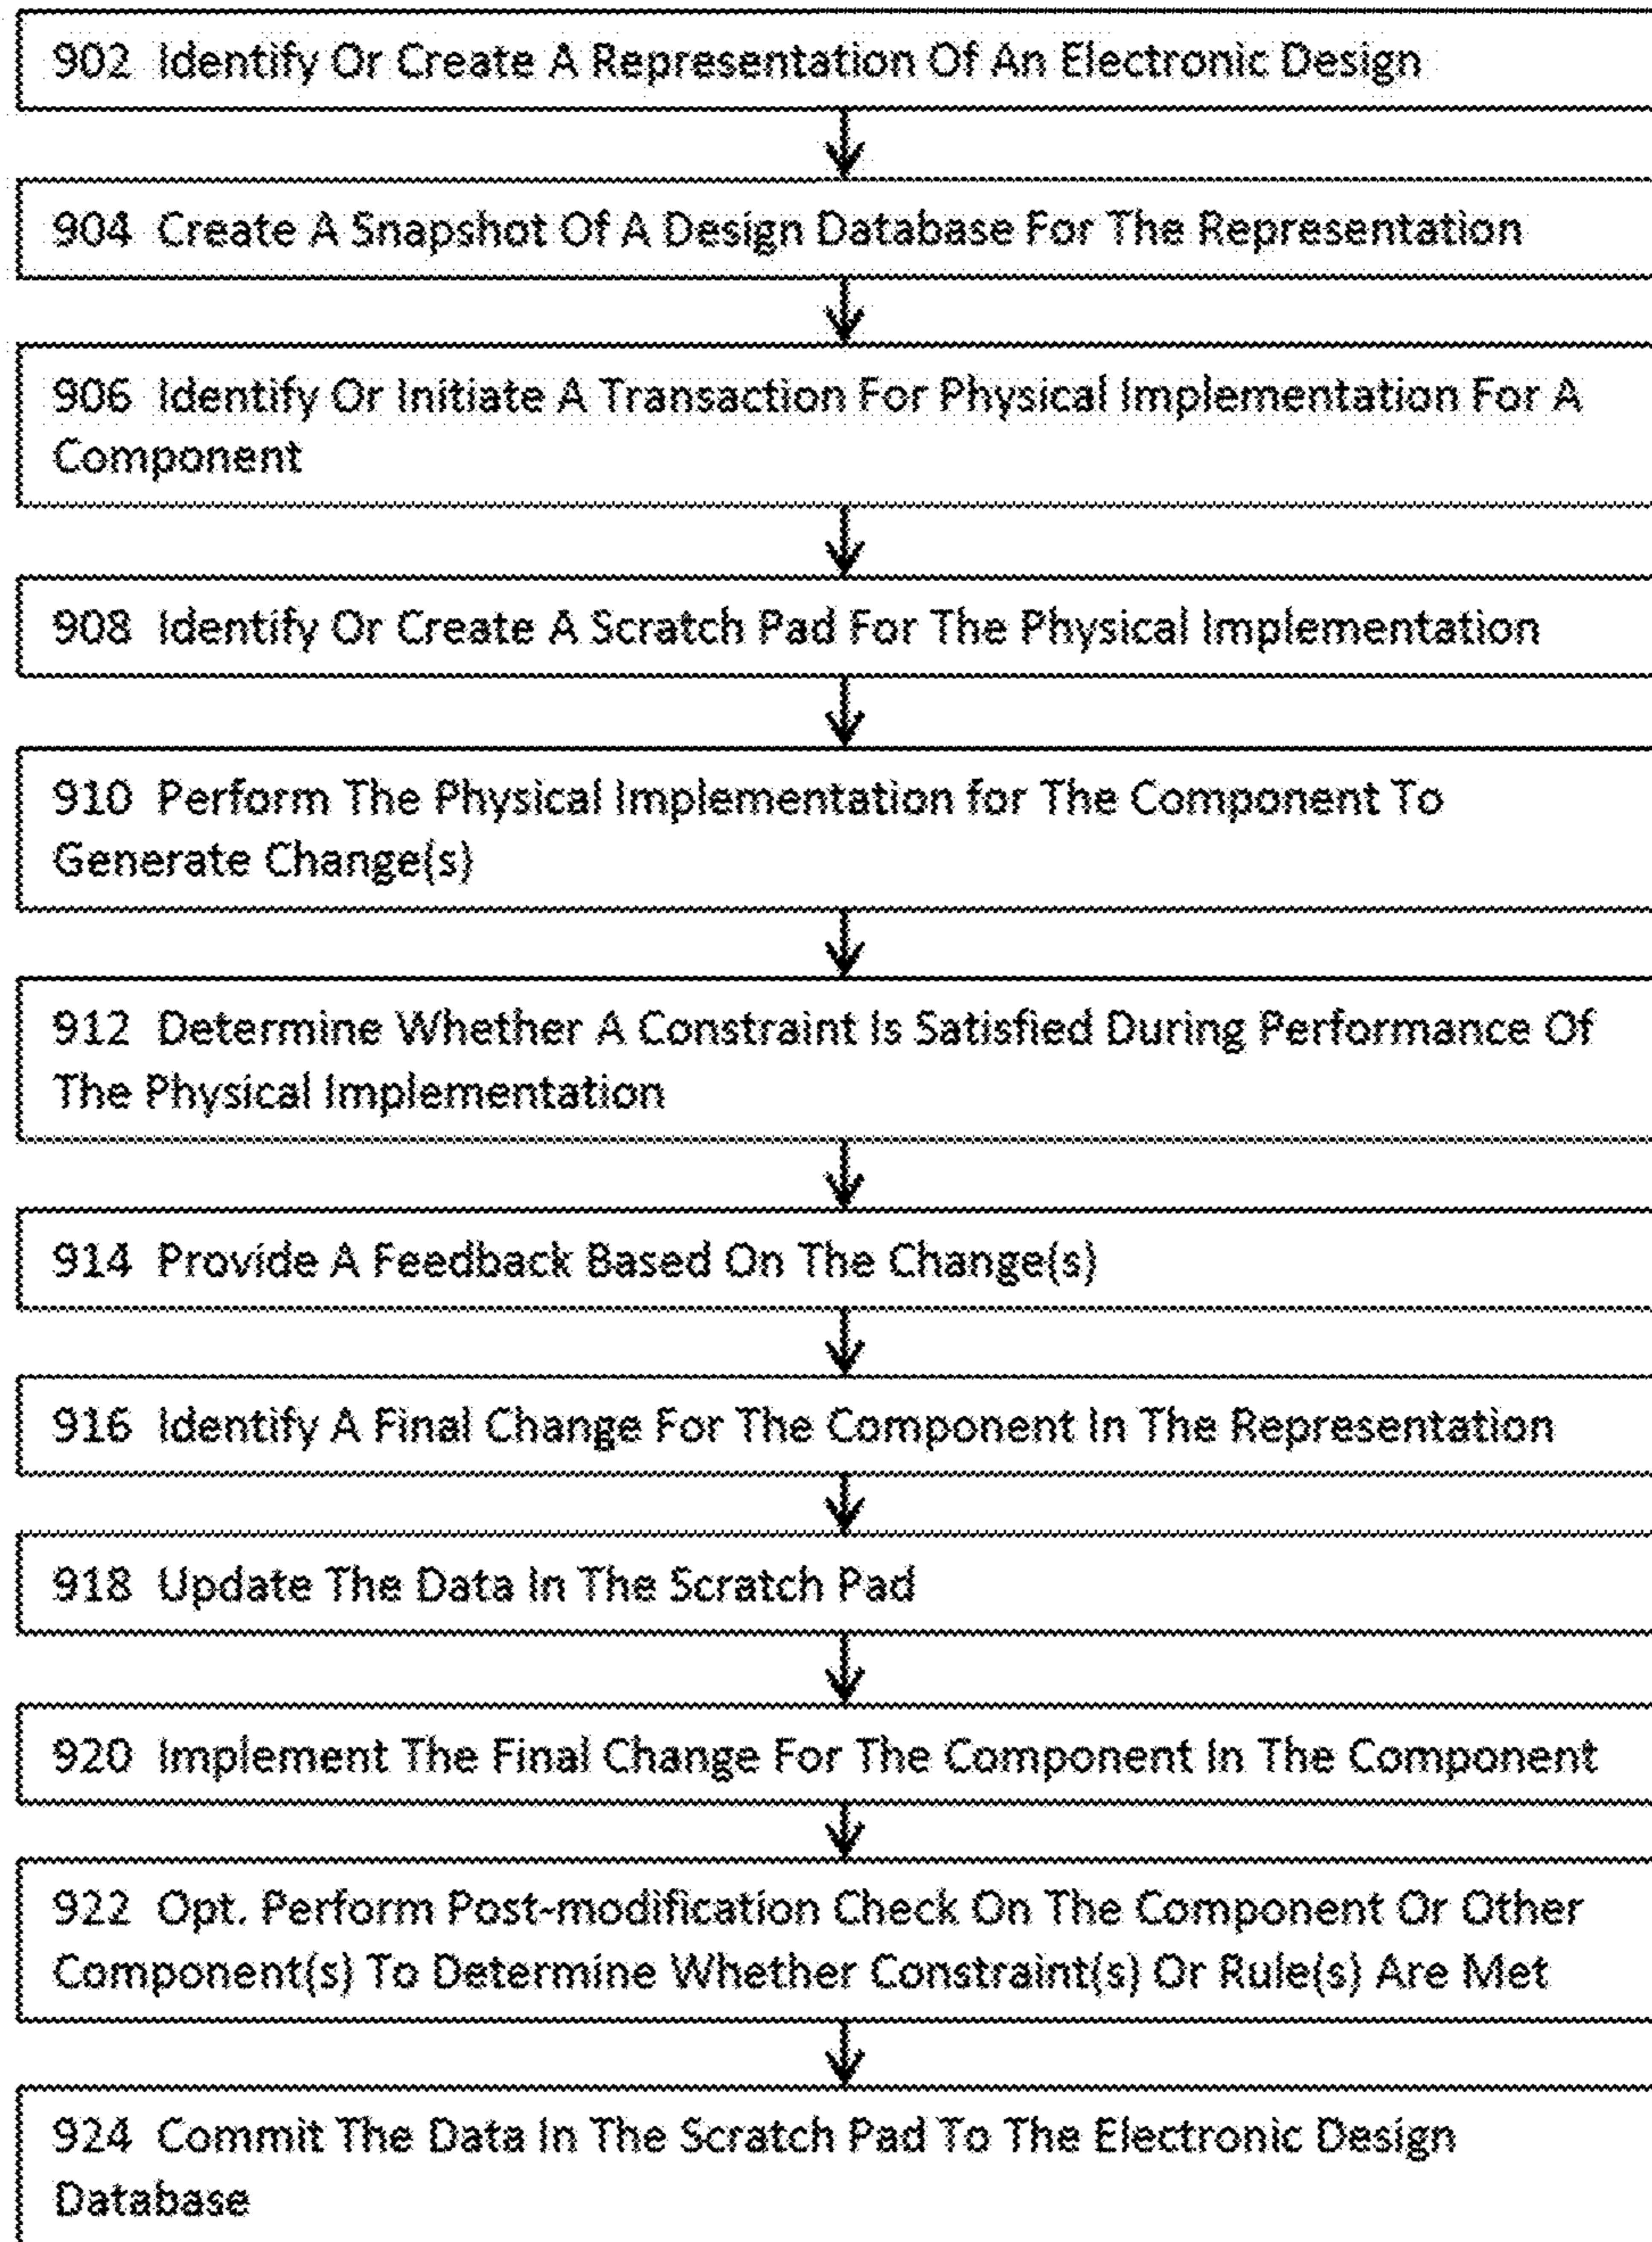 902 Identify Or Create A Representation Of An Electronic Design
904 Create A Snapshot Of A Design Database For The Representation
906 Identify Or Initiate A Transaction For Physical Implementation For A
Component
908 Identify Or Create A Scratch Pad For The Physical Implementation
910 Perform The Physical Implementation for The Component To
Generate Change(s)
912 Determine Whether A Constraint Is Satisfied During Performance Of
The Physical Implementation
914 Provide A Feedback Based On The Change(s)
916 Identify A Final Change For The Component In The Representation
918 Update The Data In The Scratch Pad
920 Implement The Final Change For The Component In The Component
922 Opt. Perform Post-modification Check On The Component Or Other
Component(s) To Determine Whether Constraint(s) Or Rule(s) Are Met
924 Commit The Data In The Scratch Pad To The Electronic Design
Database